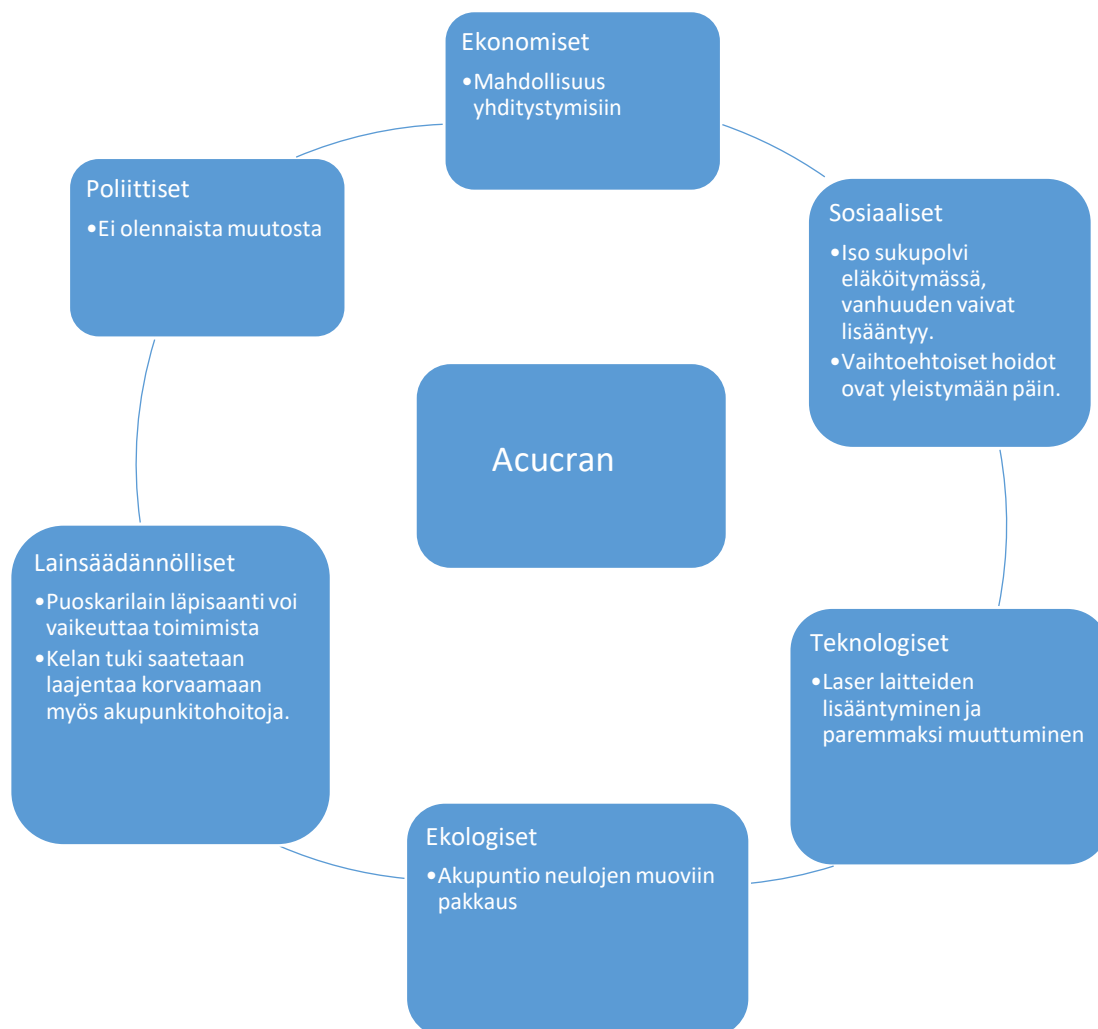 Ekonomiset
•Mahdollisuus
yhditystymisiin
Poliittiset
•Ei olennaista muutosta
Sosiaaliset
•Iso sukupolvi
eläköitymässä,
vanhuuden vaivat
lisääntyy.
•Vaihtoehtoiset hoidot
ovat yleistymään päin.
Acucran
Lainsäädännölliset
•Puoskarilain läpisaanti voi
vaikeuttaa toimimista
•Kelan tuki saatetaan
laajentaa korvaamaan
myös akupunkitohoitoja.
Teknologiset
•Laser laitteiden
lisääntyminen ja
paremmaksi muuttuminen
Ekologiset
•Akupuntio neulojen muoviin
pakkaus